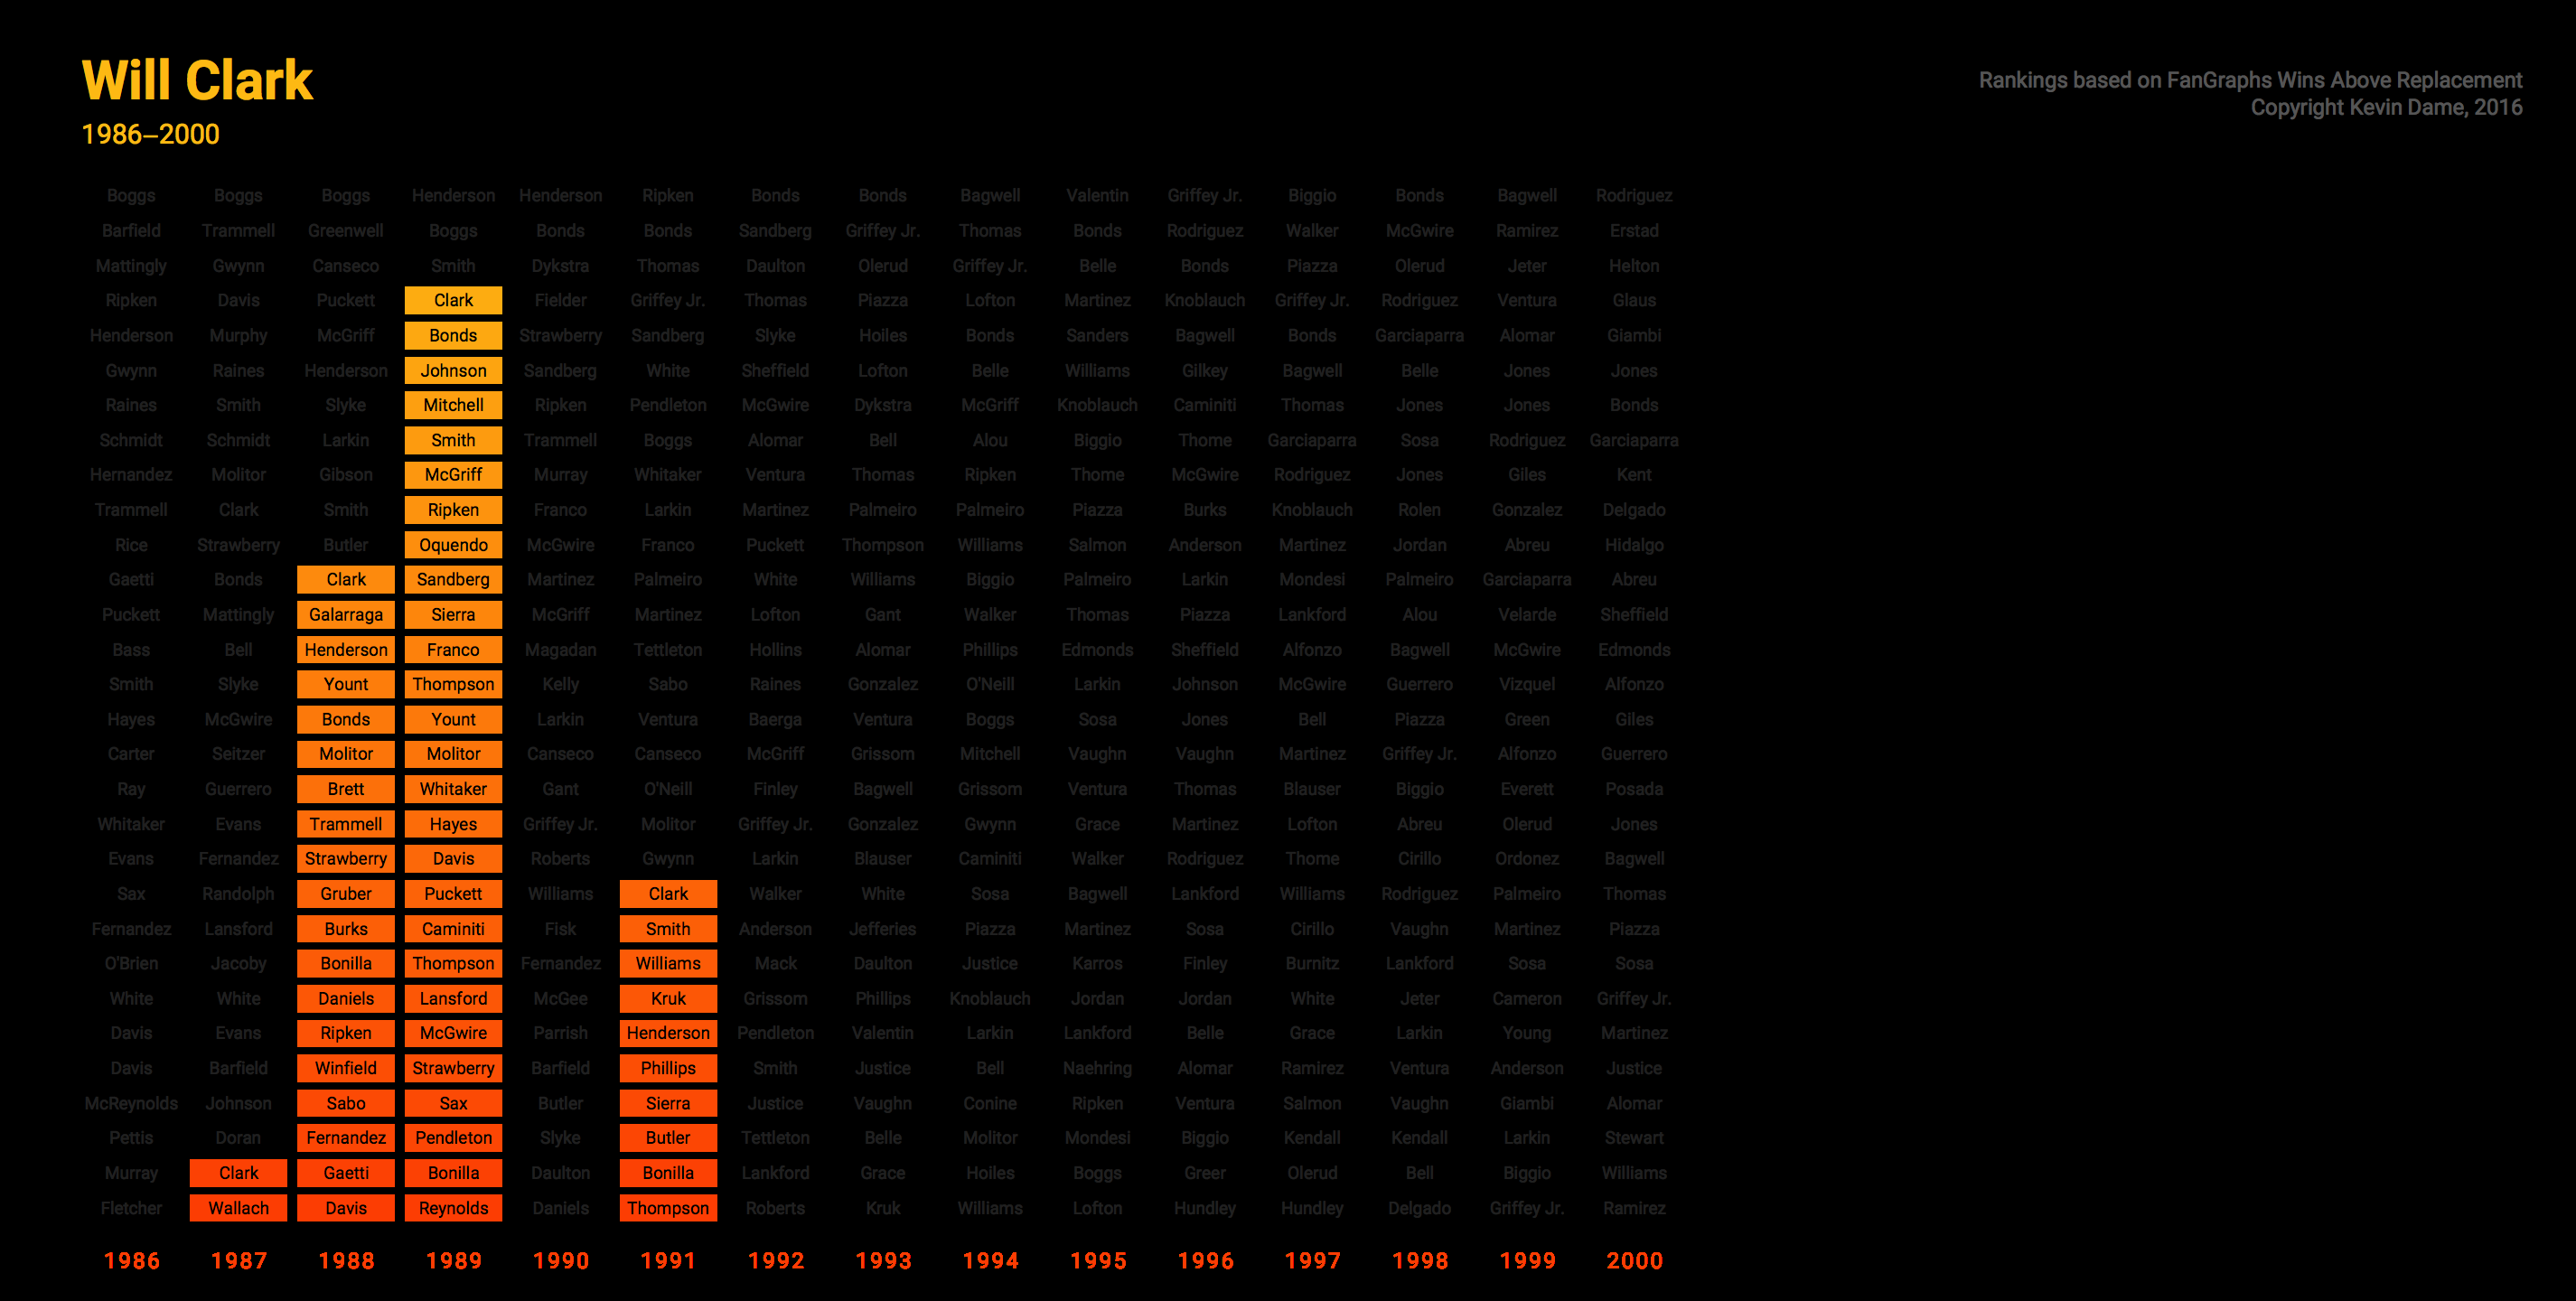 Will Clark
1986–2000
Rankings based on FanGraphs Wins Above Replacement
Copyright Kevin Dame, 2016
Boggs Boggs Boggs Henderson Henderson Ripken Bonds Bonds Bagwell Valentin Griffey Jr. Biggio Bonds Bagwell Rodriguez
Barfield Trammell Greenwell Boggs Bonds Bonds Sandberg Griffey Jr. Thomas Bonds Rodriguez Walker McGwire Ramirez Erstad
Mattingly Gwynn Canseco Smith Dykstra Thomas Daulton Olerud Griffey Jr. Belle Bonds Piazza Olerud Jeter Helton
Ripken Davis Puckett Clark Fielder Griffey Jr. Thomas Piazza Lofton Martinez Knoblauch Griffey Jr. Rodriguez Ventura Glaus
Henderson Murphy McGriff Bonds Strawberry Sandberg Slyke Hoiles Bonds Sanders Bagwell Bonds Garciaparra Alomar Giambi
Gwynn Raines Henderson Johnson Sandberg White Sheffield Lofton Belle Williams Gilkey Bagwell Belle Jones Jones
Raines Smith Slyke Mitchell Ripken Pendleton McGwire Dykstra McGriff Knoblauch Caminiti Thomas Jones Jones Bonds
Schmidt Schmidt Larkin Smith Trammell Boggs Alomar Bell Alou Biggio Thome Garciaparra Sosa Rodriguez Garciaparra
Hernandez Molitor Gibson McGriff Murray Whitaker Ventura Thomas Ripken Thome McGwire Rodriguez Jones Giles Kent
Trammell Clark Smith Ripken Franco Larkin Martinez Palmeiro Palmeiro Piazza Burks Knoblauch Rolen Gonzalez Delgado
Rice Strawberry Butler Oquendo McGwire Franco Puckett Thompson Williams Salmon Anderson Martinez Jordan Abreu Hidalgo
Gaetti Bonds Clark Sandberg Martinez Palmeiro White Williams Biggio Palmeiro Larkin Mondesi Palmeiro Garciaparra Abreu
Puckett Mattingly Galarraga Sierra McGriff Martinez Lofton Gant Walker Thomas Piazza Lankford Alou Velarde Sheffield
Bass Bell Henderson Franco Magadan Tettleton Hollins Alomar Phillips Edmonds Sheffield Alfonzo Bagwell McGwire Edmonds
Smith Slyke Yount Thompson Kelly Sabo Raines Gonzalez O'Neill Larkin Johnson McGwire Guerrero Vizquel Alfonzo
Hayes McGwire Bonds Yount Larkin Ventura Baerga Ventura Boggs Sosa Jones Bell Piazza Green Giles
Carter Seitzer Molitor Molitor Canseco Canseco McGriff Grissom Mitchell Vaughn Vaughn Martinez Griffey Jr. Alfonzo Guerrero
Ray Guerrero Brett Whitaker Gant O'Neill Finley Bagwell Grissom Ventura Thomas Blauser Biggio Everett Posada
Whitaker Evans Trammell Hayes Griffey Jr. Molitor Griffey Jr. Gonzalez Gwynn Grace Martinez Lofton Abreu Olerud Jones
Evans Fernandez Strawberry Davis Roberts Gwynn Larkin Blauser Caminiti Walker Rodriguez Thome Cirillo Ordonez Bagwell
Sax Randolph Gruber Puckett Williams Clark Walker White Sosa Bagwell Lankford Williams Rodriguez Palmeiro Thomas
Fernandez Lansford Burks Caminiti Fisk Smith Anderson Jefferies Piazza Martinez Sosa Cirillo Vaughn Martinez Piazza
O'Brien Jacoby Bonilla Thompson Fernandez Williams Mack Daulton Justice Karros Finley Burnitz Lankford Sosa Sosa
White White Daniels Lansford McGee Kruk Grissom Phillips Knoblauch Jordan Jordan White Jeter Cameron Griffey Jr.
Davis Evans Ripken McGwire Parrish Henderson Pendleton Valentin Larkin Lankford Belle Grace Larkin Young Martinez
Davis Barfield Winfield Strawberry Barfield Phillips Smith Justice Bell Naehring Alomar Ramirez Ventura Anderson Justice
McReynolds Johnson Sabo Sax Butler Sierra Justice Vaughn Conine Ripken Ventura Salmon Vaughn Giambi Alomar
Pettis Doran Fernandez Pendleton Slyke Butler Tettleton Belle Molitor Mondesi Biggio Kendall Kendall Larkin Stewart
Murray Clark Gaetti Bonilla Daulton Bonilla Lankford Grace Hoiles Boggs Greer Olerud Bell Biggio Williams
Fletcher Wallach Davis Reynolds Daniels Thompson Roberts Kruk Williams Lofton Hundley Hundley Delgado Griffey Jr. Ramirez
1986 1987 1988 1989 1990 1991 1992 1993 1994 1995 1996 1997 1998 1999 2000